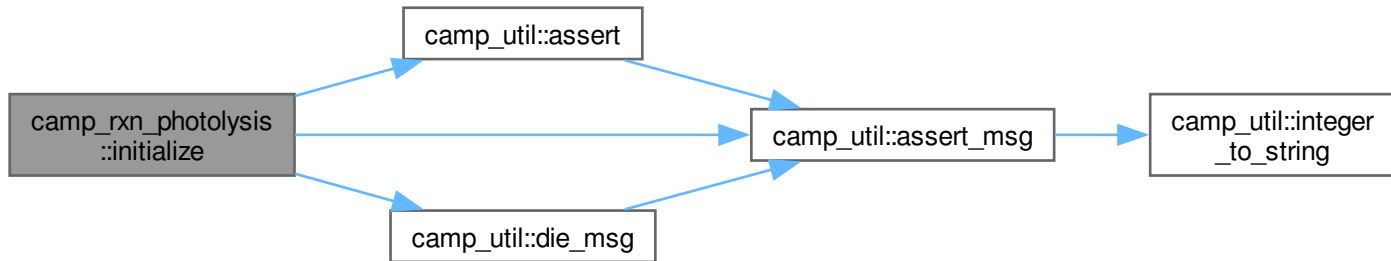 camp_rxn_photolysis
::initialize
camp_util::assert
camp_util::die_msg
camp_util::assert_msg
camp_util::integer
_to_string